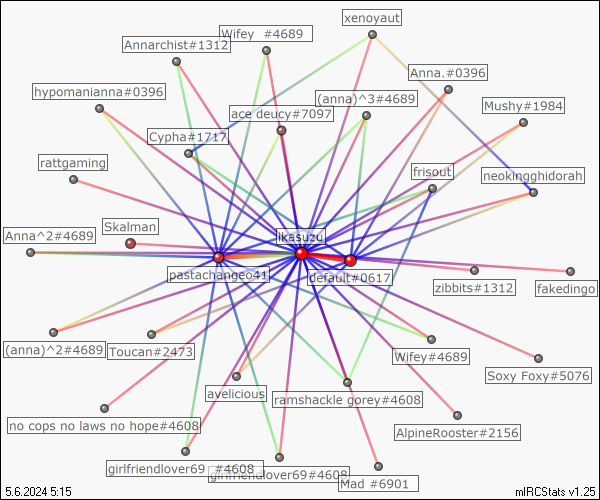 xenoyaut
Wifey #4689
Annarchist#1312
Anna.#0396
hypomanianna#0396
(anna)^3#4689
Mushy#1984
ace deucy#7097
Cypha#1717
rattgaming
frisout
neokingghidorah
Skalman
Anna^2#4689
ikasuzu
pastachangeo41
default#0617
zibbits#1312
fakedingo
(anna)^2#4689
Toucan#2473
Wifey#4689
Soxy Foxy#5076
avelicious
ramshackle gorey#4608
no cops no laws no hope#4608
AlpineRooster#2156
girlfriendlover69 #4608
girlfriendlover69#4608
Mad #6901
5.6.2024 5:15
mIRCStats v1.25